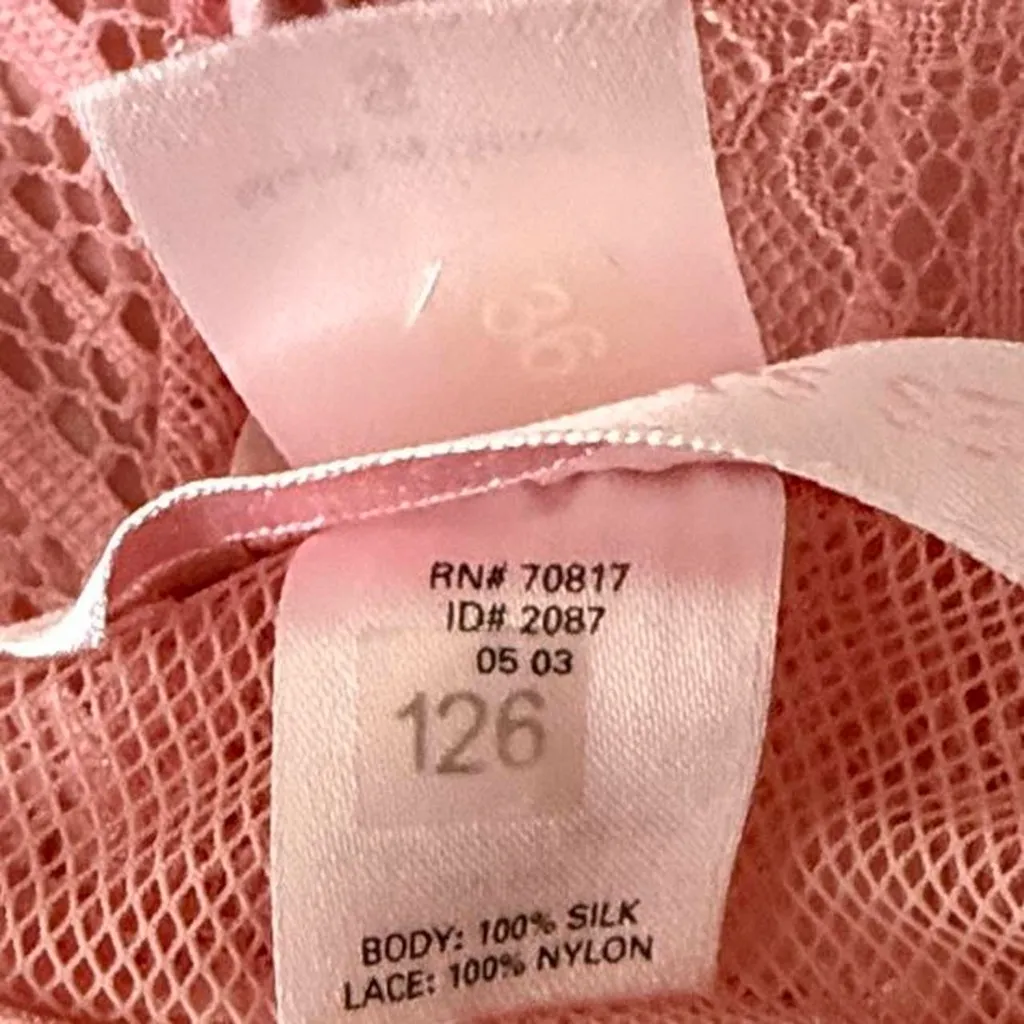 RN# 70817
ID# 2087
05 03
126
BODY: 100% SILK
LACE: 100% NYLON